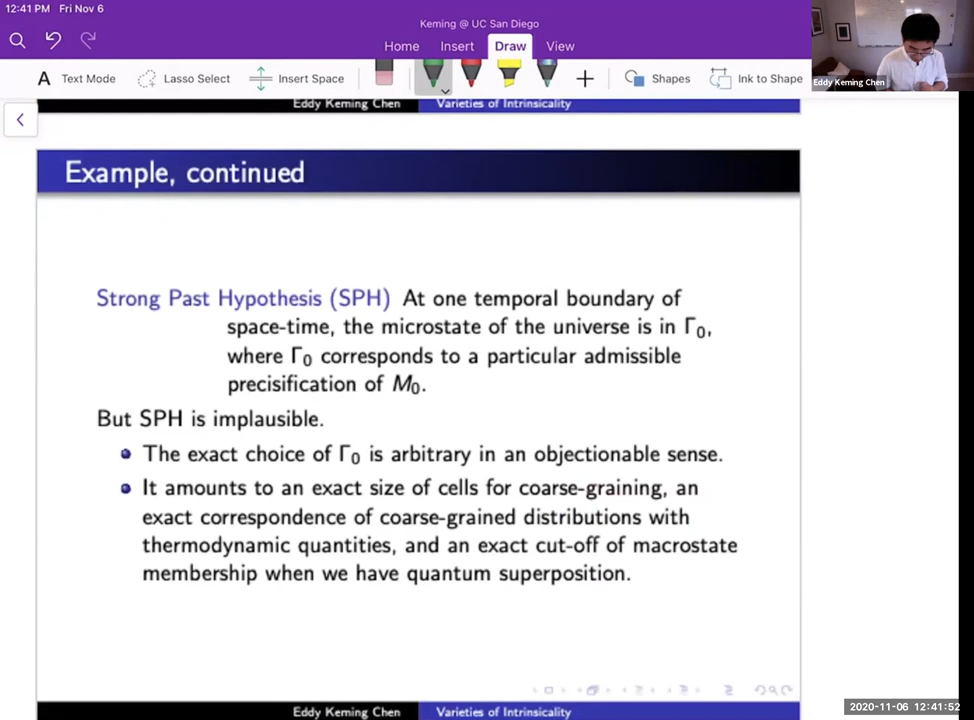 12:41 PM Fri Nov 6
Keming @ UC San Diego
Home Insert Draw View
A Text Mode Lasso Select Insert Space Shapes Ink to Shape
Eddy Keming Chen
Eddy Keming Chen Varieties of Intrinsicality
Example, continued
Strong Past Hypothesis (SPH) At one temporal boundary of
space-time, the microstate of the universe is in Γ₀,
where Γ₀ corresponds to a particular admissible
precisification of M₀.
But SPH is implausible.
The exact choice of Γ₀ is arbitrary in an objectionable sense.
It amounts to an exact size of cells for coarse-graining, an
exact correspondence of coarse-grained distributions with
thermodynamic quantities, and an exact cut-off of macrostate
membership when we have quantum superposition.
Eddy Keming Chen Varieties of Intrinsicality
2020-11-06 12:41:52